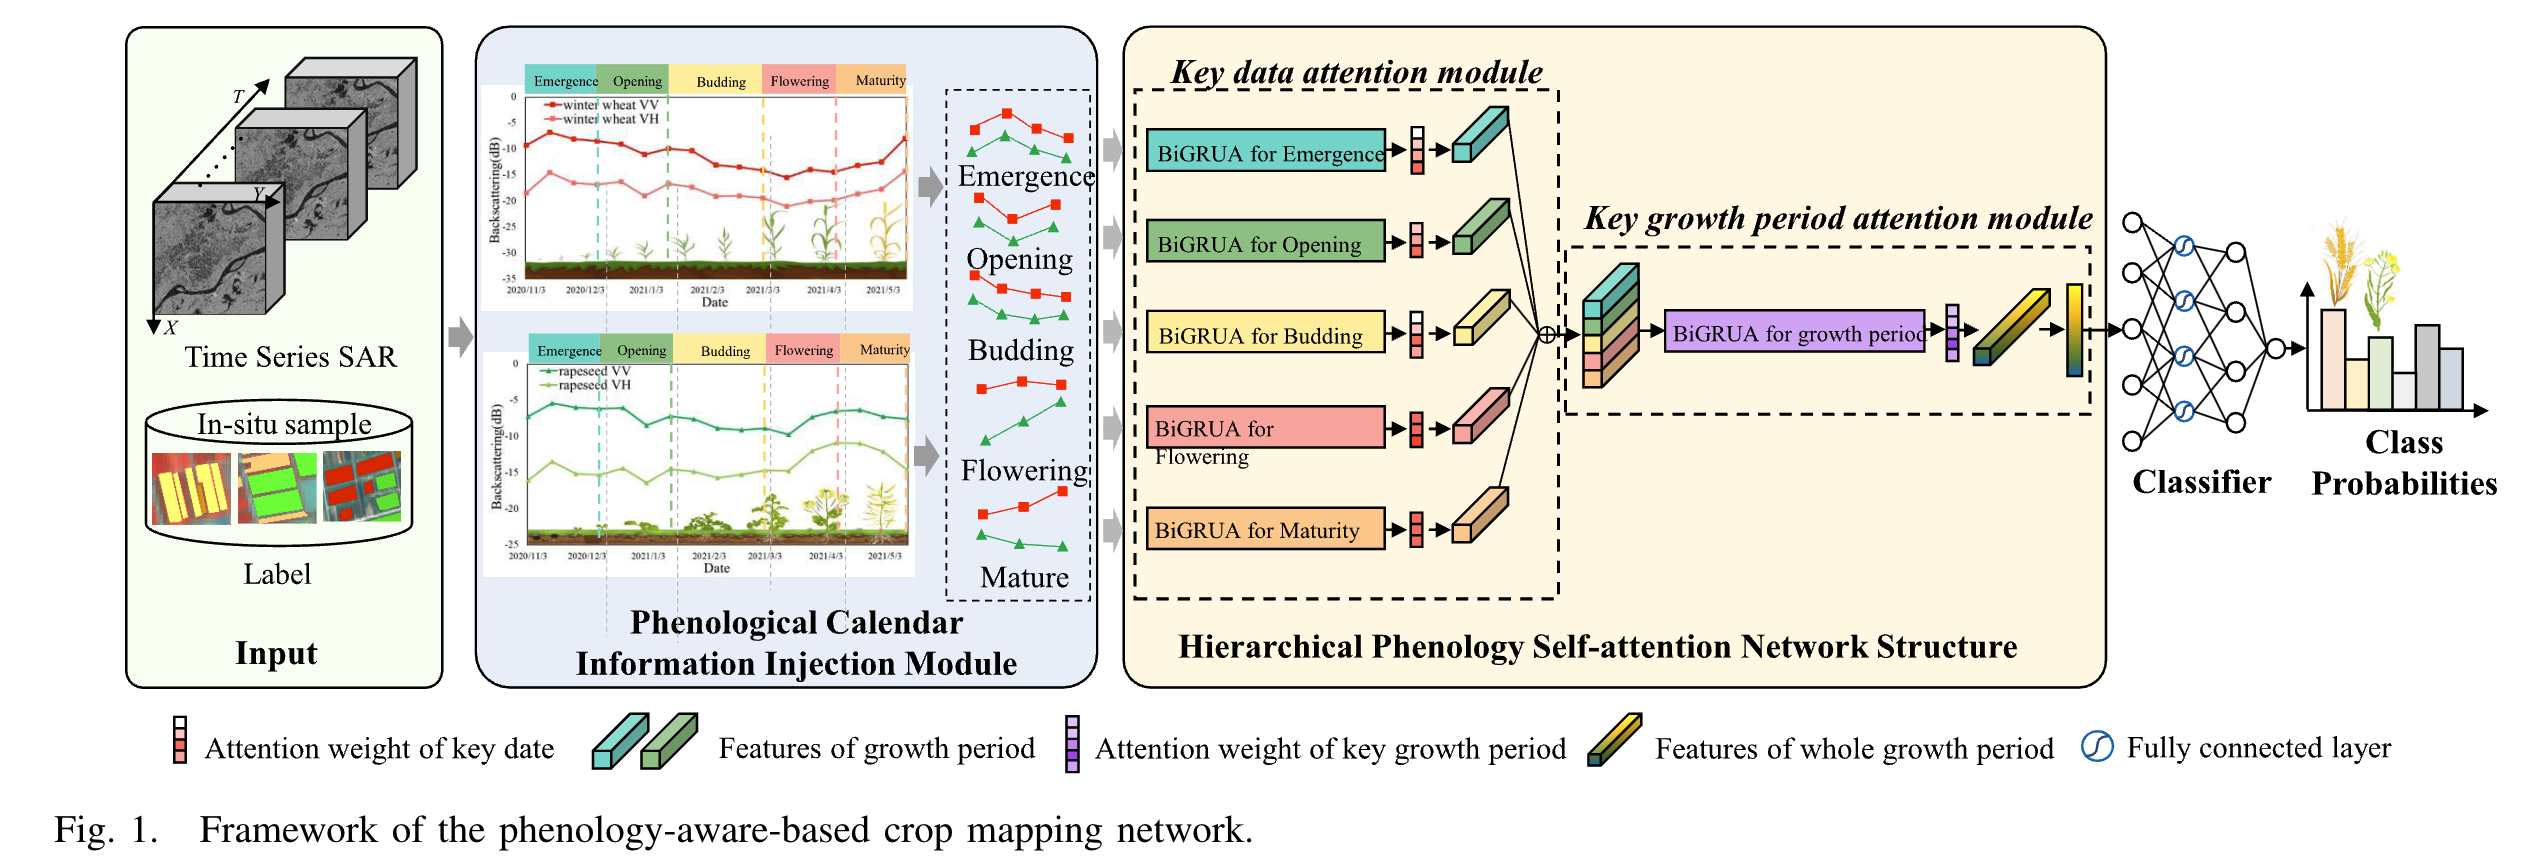 T
Y
X
Time Series SAR
In-situ sample
Label
Input
Emergence Opening Budding Flowering Maturity
winter wheat VV
winter wheat VH
Backscattering(dB)
0
-5
-10
-15
-20
-25
-30
-35
2020/11/3 2020/12/3 2021/1/3 2021/2/3 2021/3/3 2021/4/3 2021/5/3
Date
Emergence Opening Budding Flowering Maturity
rapeseed VV
rapeseed VH
Backscattering(dB)
0
-5
-10
-15
-20
-25
2020/11/3 2020/12/3 2021/1/3 2021/2/3 2021/3/3 2021/4/3 2021/5/3
Date
Emergence
Opening
Budding
Flowering
Mature
Phenological Calendar
Information Injection Module
Key data attention module
BiGRUA for Emergence
BiGRUA for Opening
BiGRUA for Budding
BiGRUA for
Flowering
BiGRUA for Maturity
Key growth period attention module
BiGRUA for growth period
Hierarchical Phenology Self-attention Network Structure
Classifier
Class
Probabilities
Attention weight of key date
Features of growth period
Attention weight of key growth period
Features of whole growth period
Fully connected layer
Fig. 1. Framework of the phenology-aware-based crop mapping network.